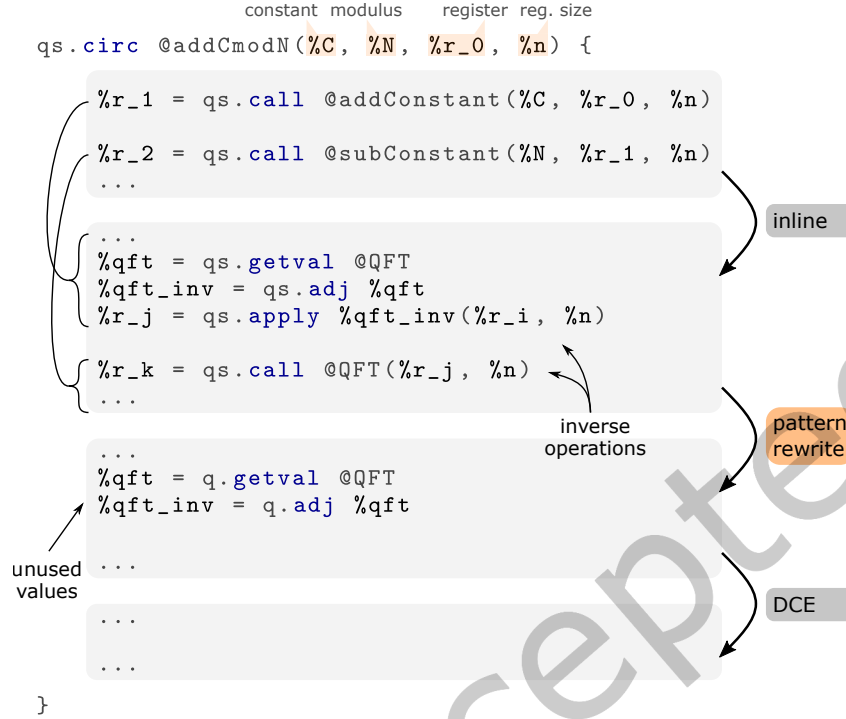 constant modulus register reg. size
qs.circ @addCmodN(%C, %N, %r_0, %n) {
%r_1 = qs.call @addConstant(%C, %r_0, %n)
%r_2 = qs.call @subConstant(%N, %r_1, %n)
...
inline
...
%qft = qs.getval @QFT
%qft_inv = qs.adj %qft
%r_j = qs.apply %qft_inv(%r_i, %n)
%r_k = qs.call @QFT(%r_j, %n)
...
inverse
operations
pattern
rewrite
...
%qft = q.getval @QFT
%qft_inv = q.adj %qft
...
unused
values
DCE
...
...
}